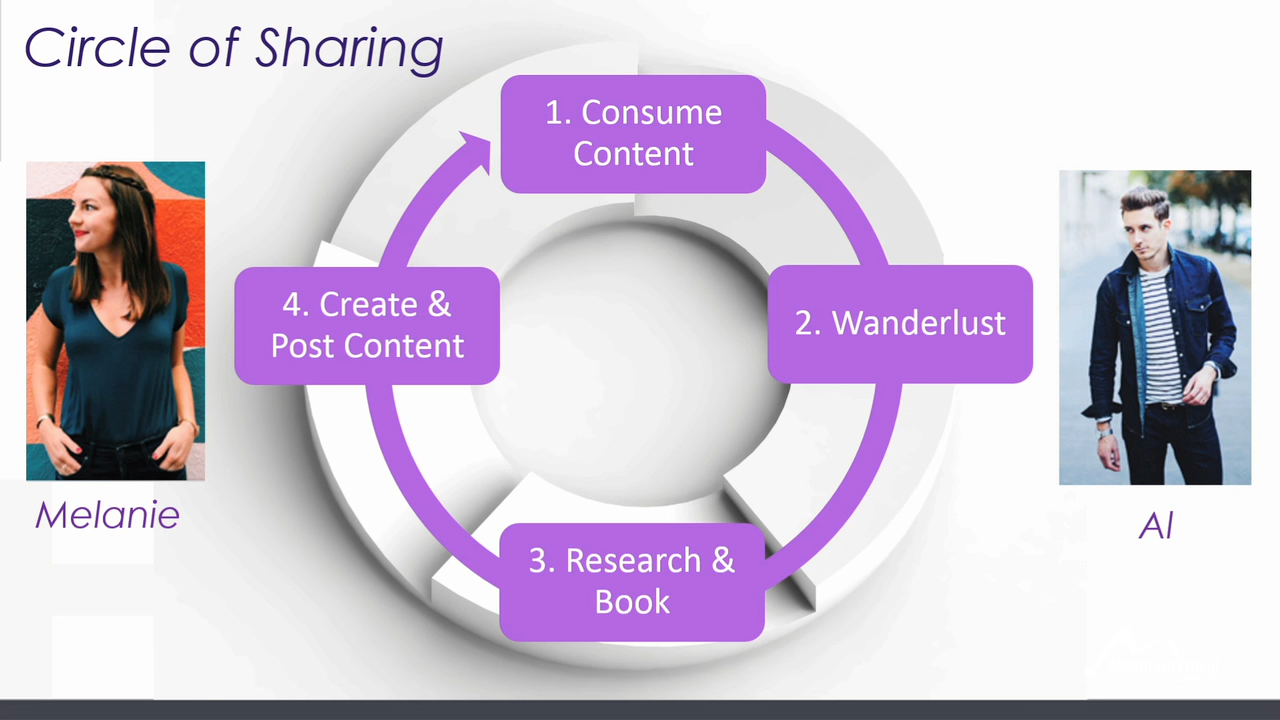 Circle of Sharing
1. Consume
Content
2. Wanderlust
3. Research &
Book
4. Create &
Post Content
Melanie
Al